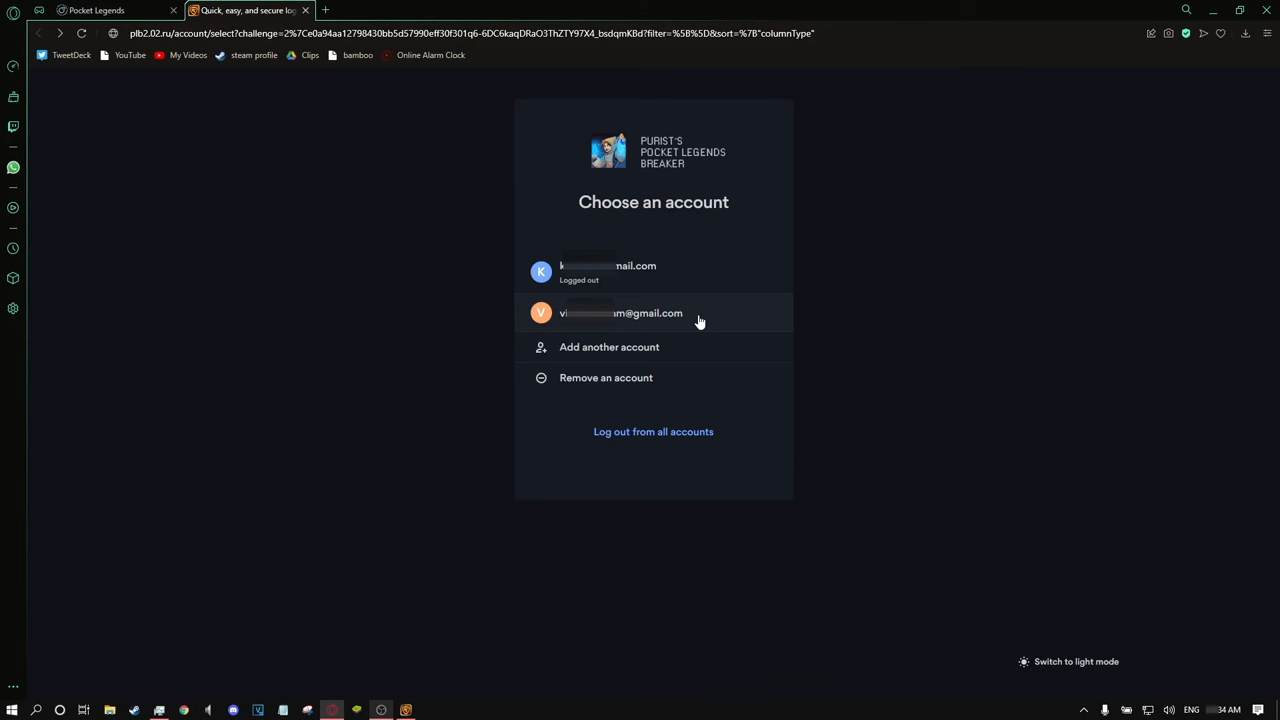 Pocket Legends
Quick, easy, and secure log
plb2.02.ru/account/select?challenge=2%7Ce0a94aa12798430bb5d57990eff30f301q6-6DC6kaqDRaO3ThZTY97X4_bsdqmKBd?filter=%5B%5D&sort=%7B"columnType"
TweetDeck YouTube My Videos steam profile Clips bamboo Online Alarm Clock
PURIST'S
POCKET LEGENDS
BREAKER
Choose an account
K
k mail.com
Logged out
V
vi m@gmail.com
Add another account
Remove an account
Log out from all accounts
Switch to light mode
ENG 34 AM